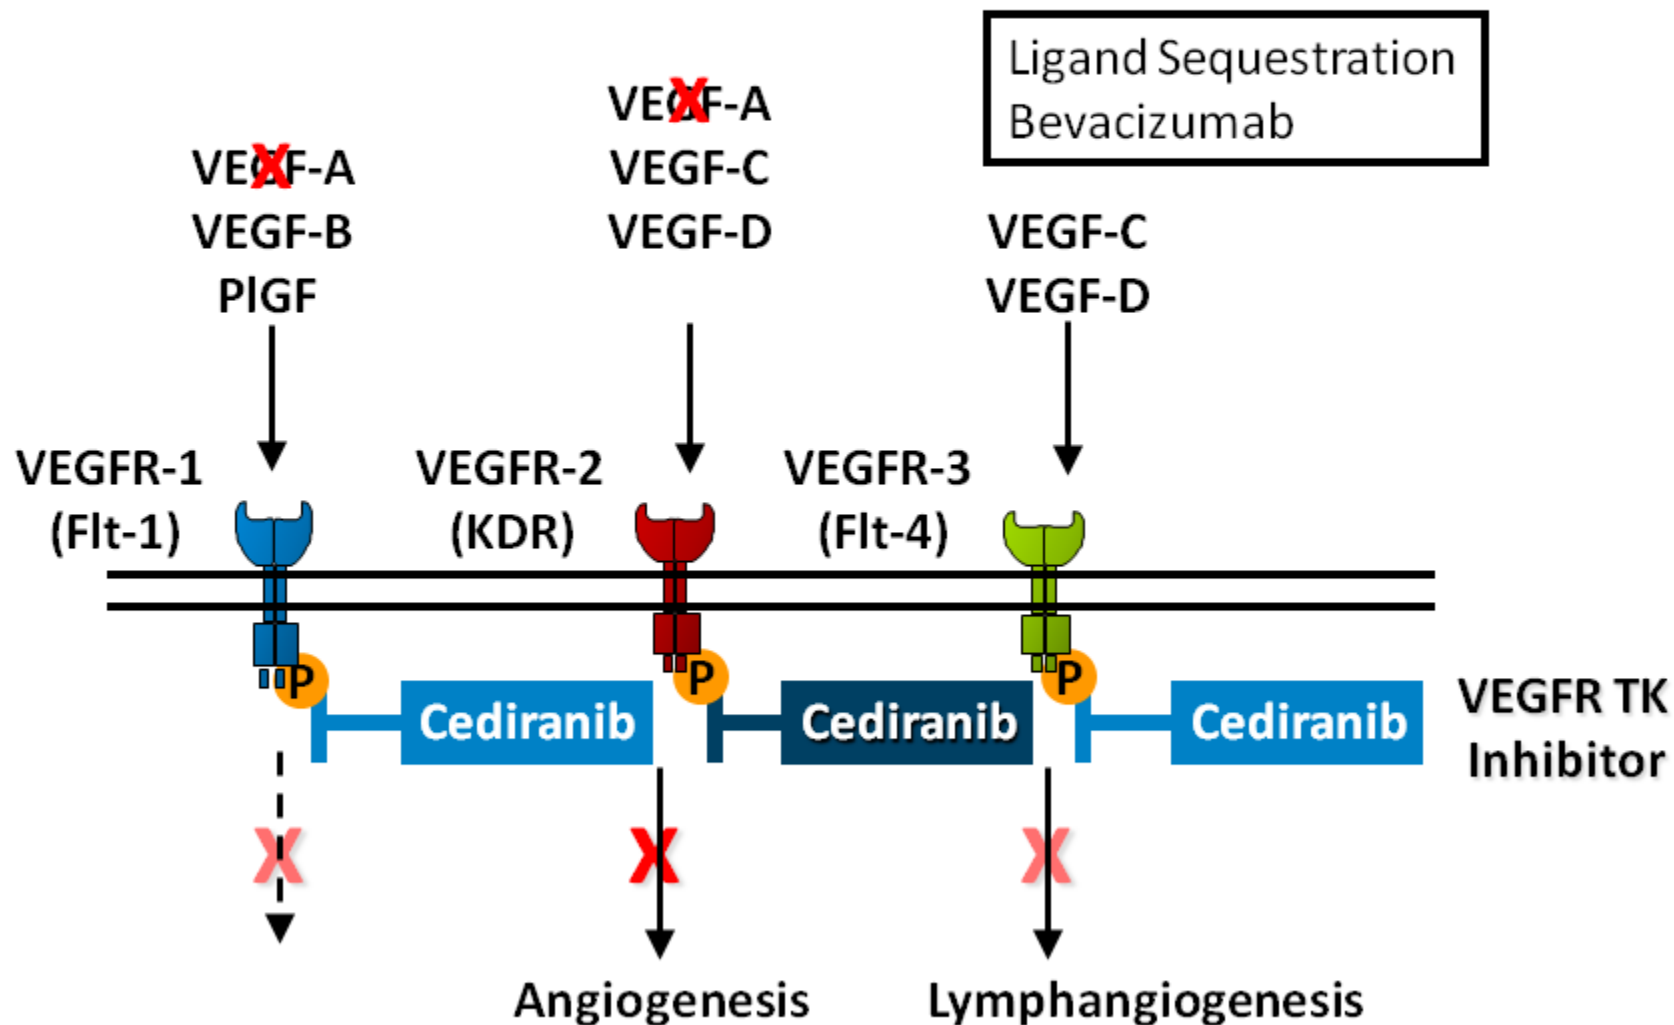 Ligand Sequestration
Bevacizumab
VEGF-A
VEGF-B
PlGF
VEGF-A
VEGF-C
VEGF-D
VEGF-C
VEGF-D
VEGFR-1
(Flt-1)
VEGFR-2
(KDR)
VEGFR-3
(Flt-4)
P
P
P
Cediranib
Cediranib
Cediranib
VEGFR TK
Inhibitor
X
X
X
X
X
Angiogenesis
Lymphangiogenesis